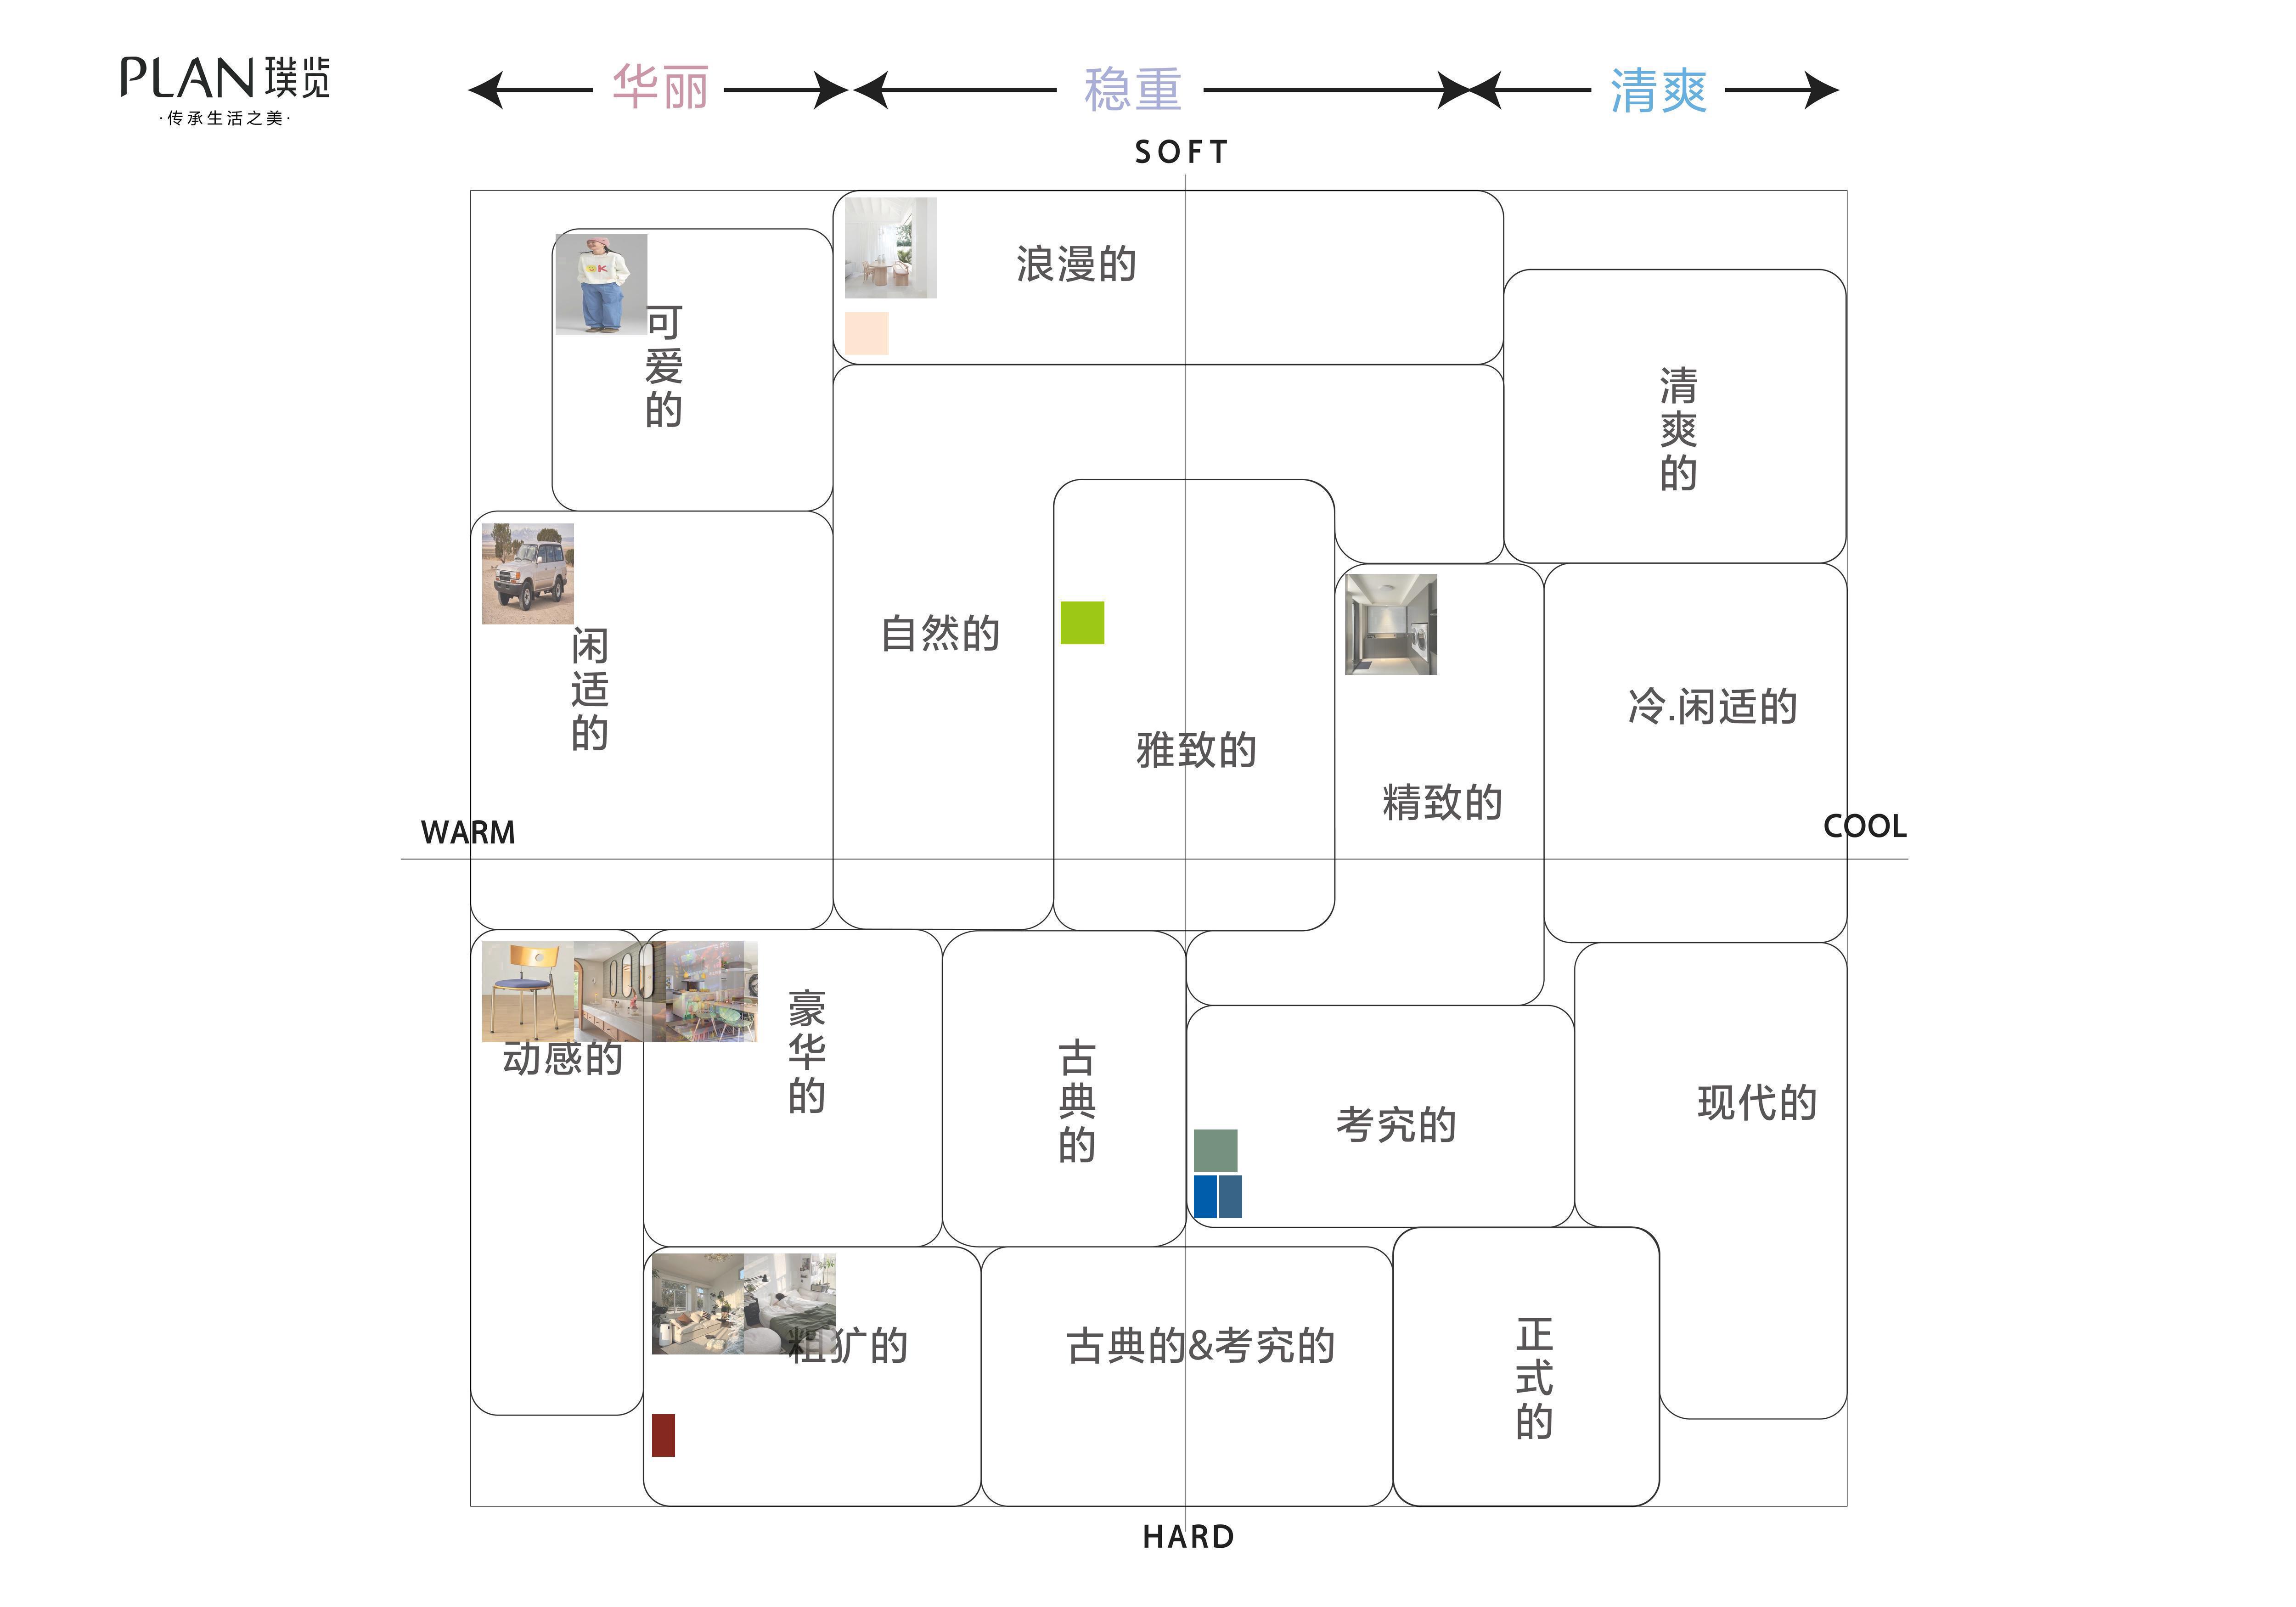 PLAN 璞览
·传承生活之美·
华丽
稳重
清爽
SOFT
浪漫的
可爱的
清爽的
闲适的
自然的
雅致的
冷.闲适的
精致的
WARM
COOL
动感的
豪华的
古典的
考究的
现代的
粗犷的
古典的&考究的
正式的
HARD